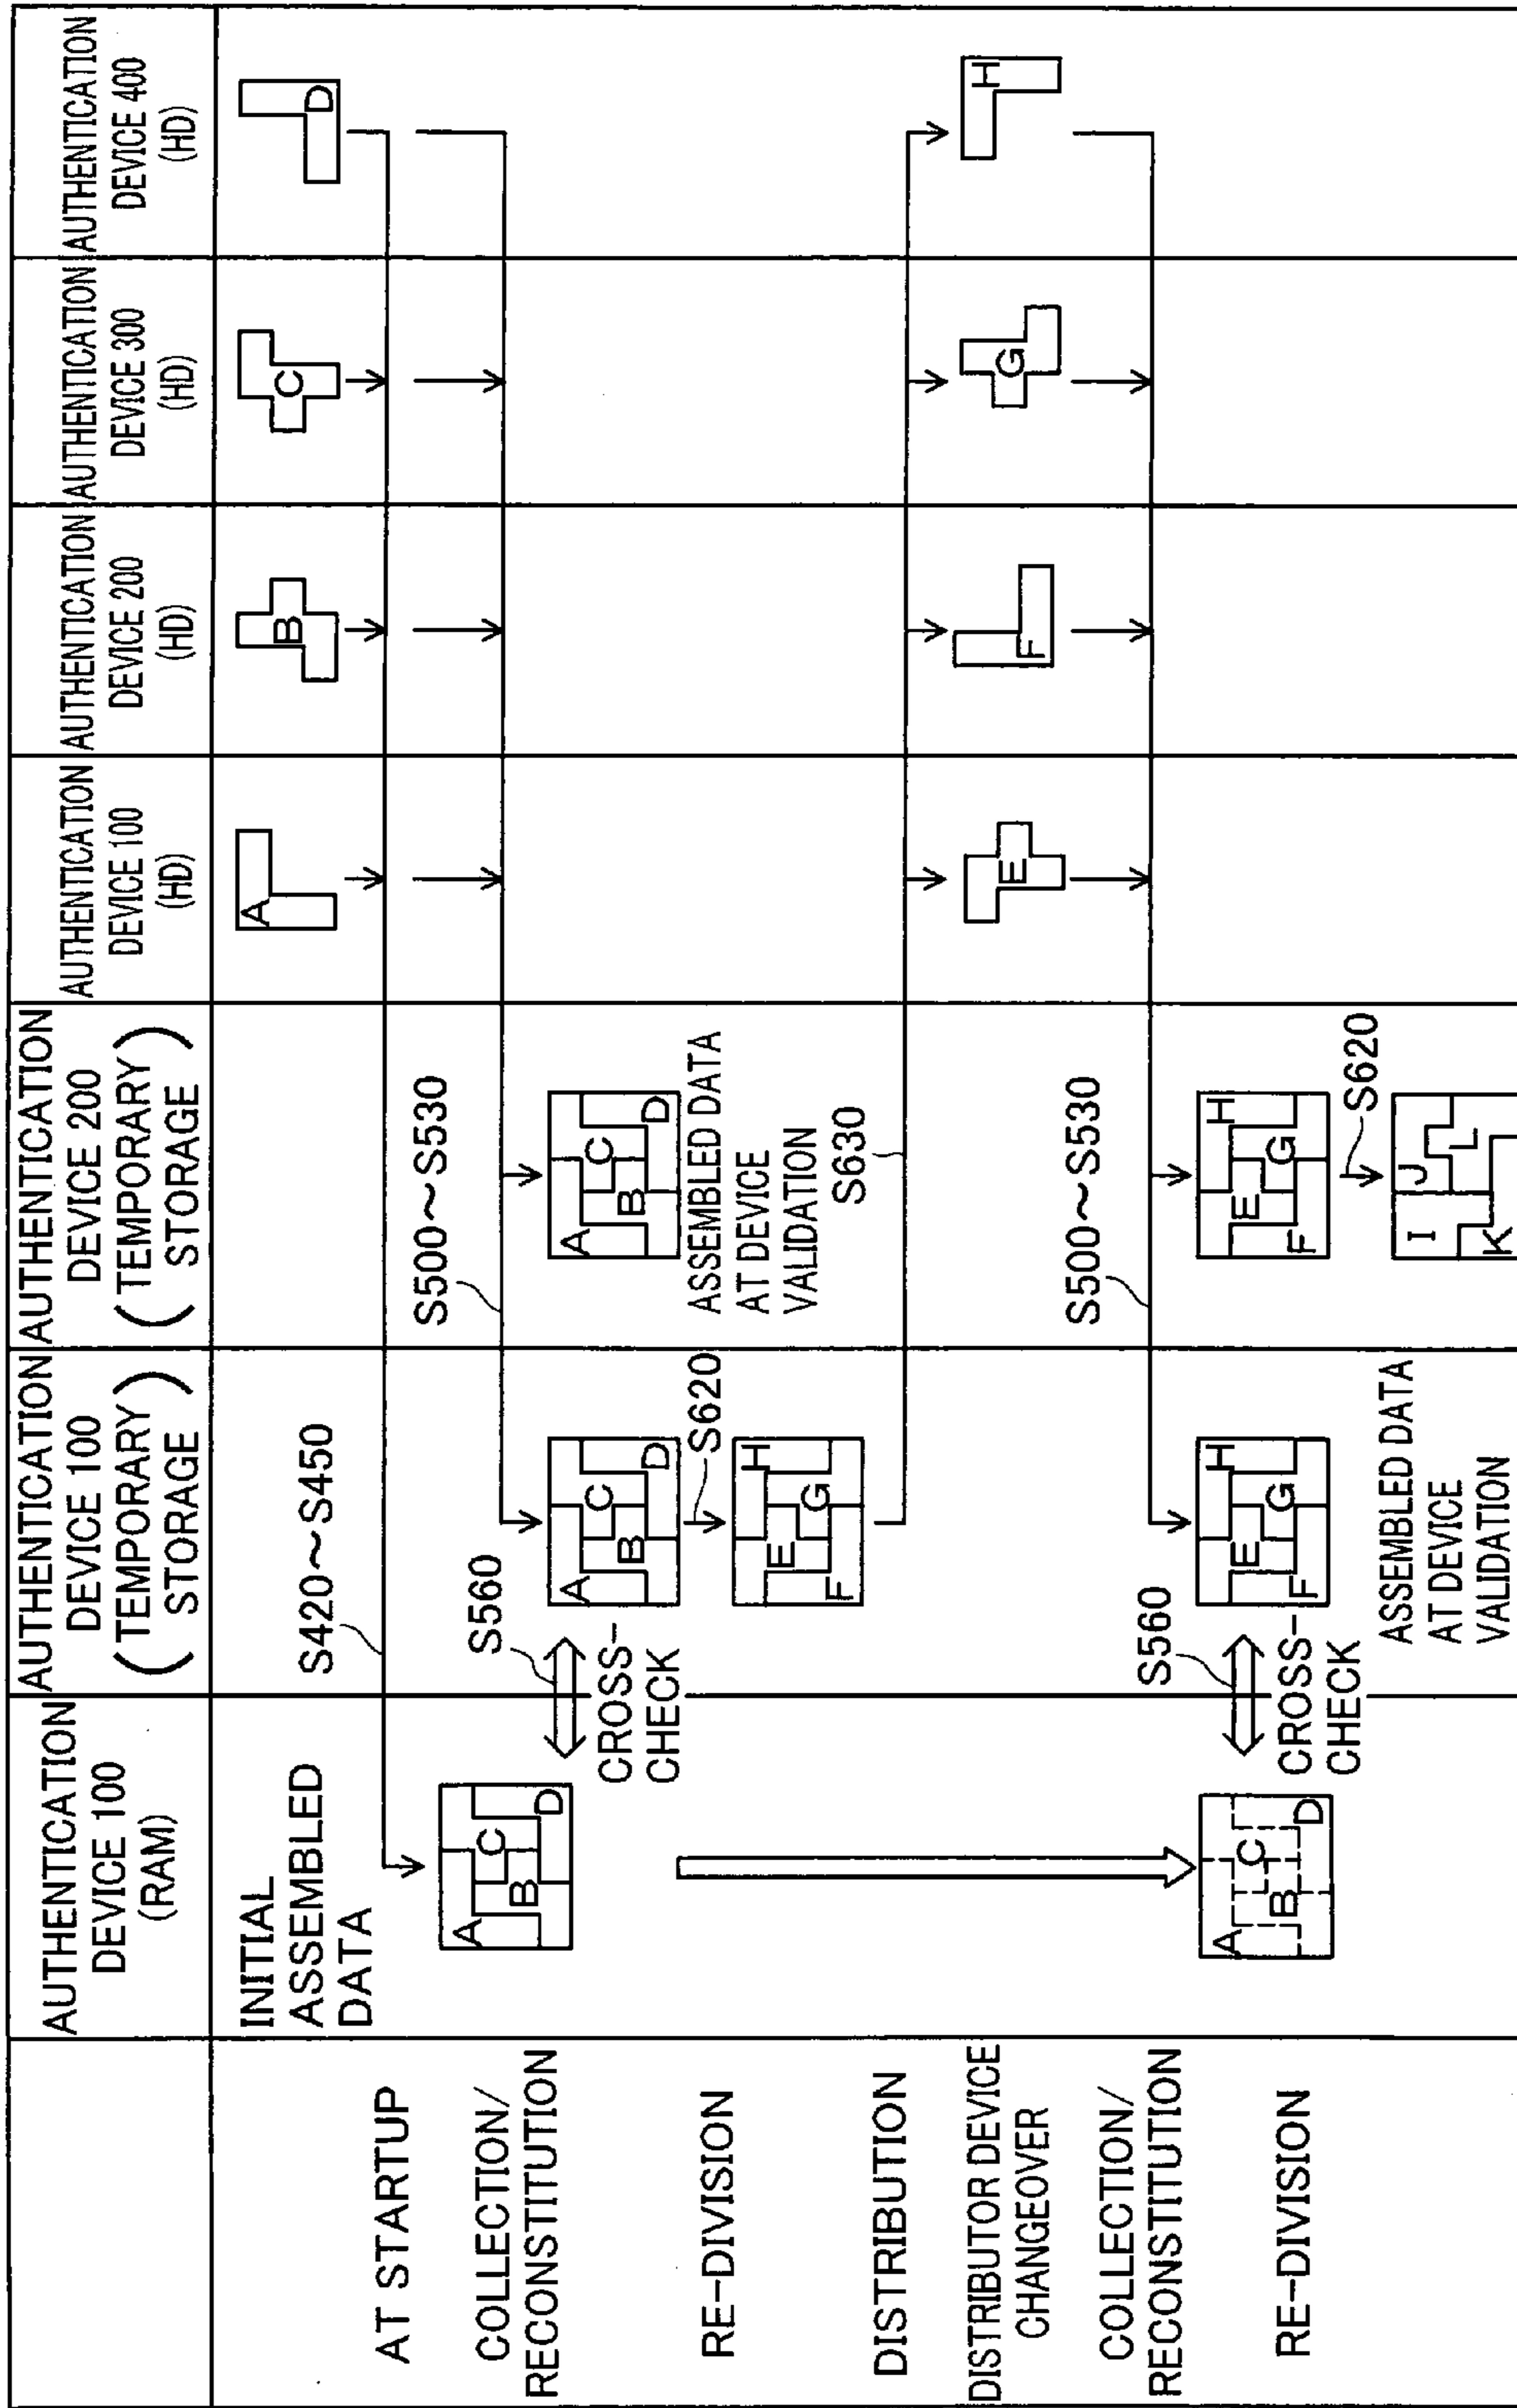 AUTHENTICATION
DEVICE 100
(RAM)
AUTHENTICATION
DEVICE 100
(TEMPORARY
STORAGE)
AUTHENTICATION
DEVICE 200
(TEMPORARY
STORAGE)
AUTHENTICATION
DEVICE 100
(HD)
AUTHENTICATION
DEVICE 200
(HD)
AUTHENTICATION
DEVICE 300
(HD)
AUTHENTICATION
DEVICE 400
(HD)
INITIAL
ASSEMBLED
DATA
A
B
C
D
AT STARTUP
S420~S450
COLLECTION/
RECONSTITUTION
A
B
C
D
S560
CROSS-
CHECK
A
B
C
D
S500~S530
A
B
C
D
ASSEMBLED DATA
AT DEVICE
VALIDATION
RE-DIVISION
S620
E
F
G
H
DISTRIBUTION
S630
E
F
G
H
DISTRIBUTOR DEVICE
CHANGEOVER
COLLECTION/
RECONSTITUTION
S500~S530
A
B
C
D
S560
CROSS-
CHECK
E
F
G
H
ASSEMBLED DATA
AT DEVICE
VALIDATION
E
F
G
H
RE-DIVISION
S620
I
J
K
L